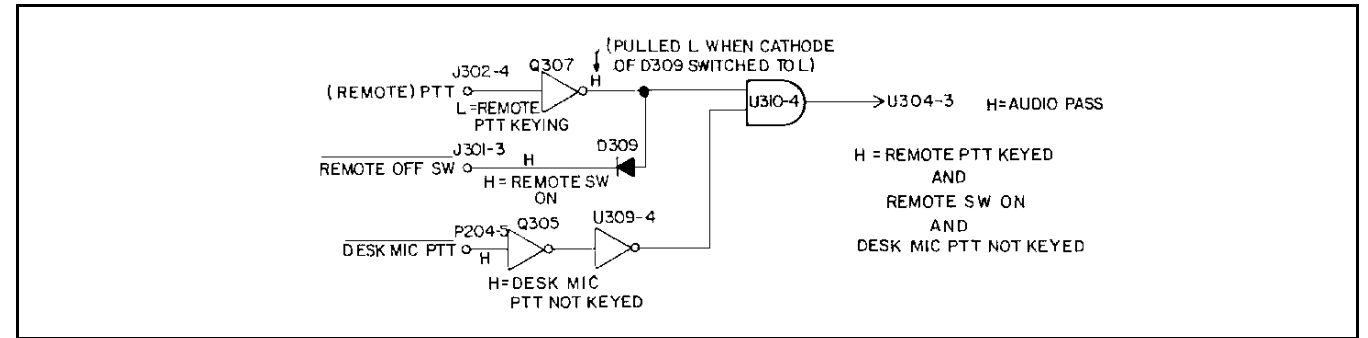 (PULLED L WHEN CATHODE
OF D309 SWITCHED TO L)
J302-4
Q307
H
(REMOTE) PTT
L=REMOTE
PTT KEYING
U310-4
U304-3
H=AUDIO PASS
J301-3
H
D309
REMOTE OFF SW
H=REMOTE SW
ON
H = REMOTE PTT KEYED
AND
REMOTE SW ON
AND
DESK MIC PTT NOT KEYED
P204-5
Q305
U309-4
DESK MIC PTT
H
H=DESK MIC
PTT NOT KEYED